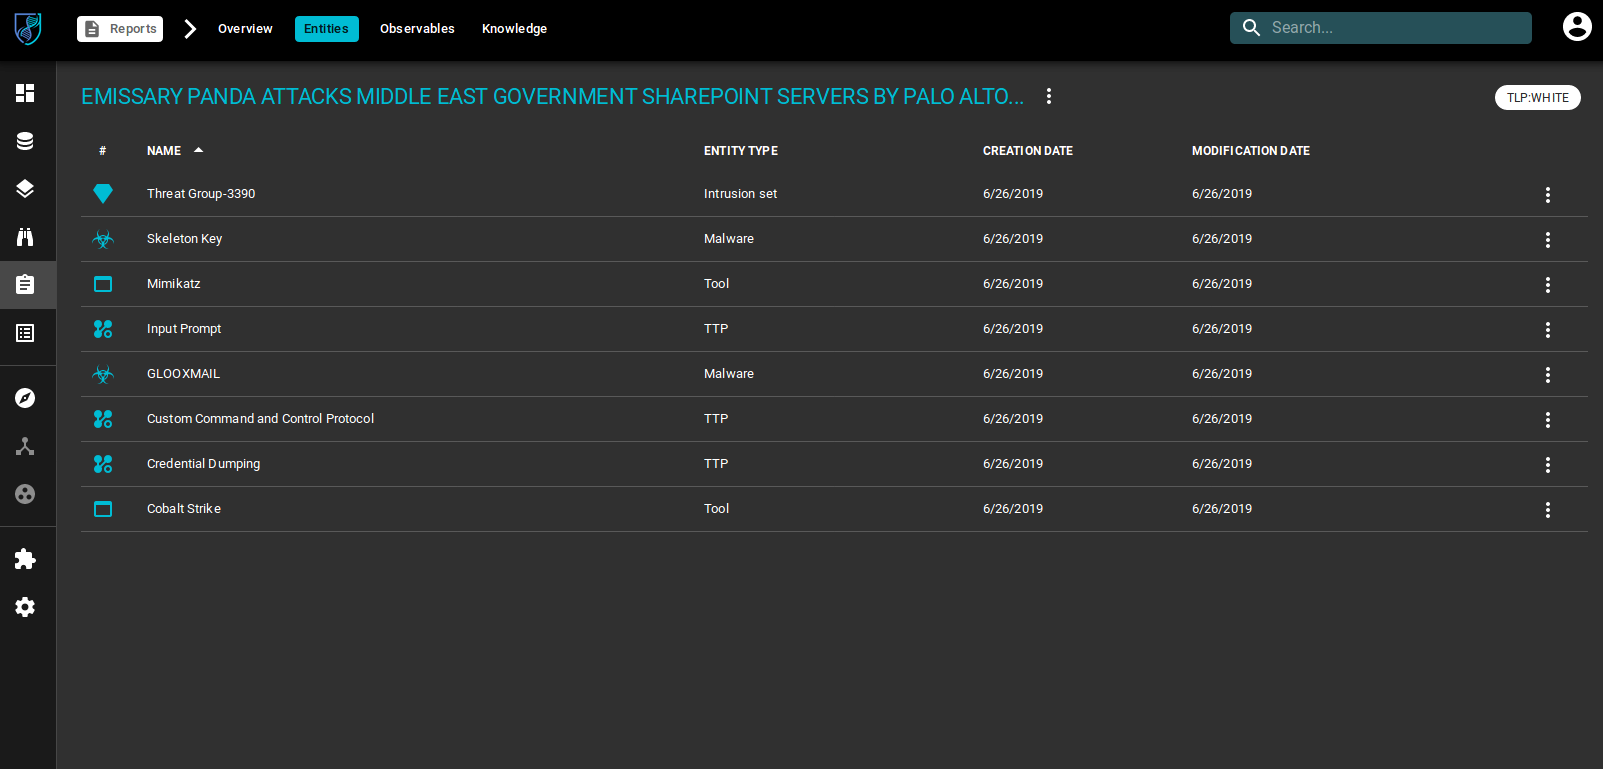 Reports Overview Entities Observables Knowledge Search...
EMISSARY PANDA ATTACKS MIDDLE EAST GOVERNMENT SHAREPOINT SERVERS BY PALO ALTO... TLP:WHITE
# NAME ENTITY TYPE CREATION DATE MODIFICATION DATE
Threat Group-3390 Intrusion set 6/26/2019 6/26/2019
Skeleton Key Malware 6/26/2019 6/26/2019
Mimikatz Tool 6/26/2019 6/26/2019
Input Prompt TTP 6/26/2019 6/26/2019
GLOOXMAIL Malware 6/26/2019 6/26/2019
Custom Command and Control Protocol TTP 6/26/2019 6/26/2019
Credential Dumping TTP 6/26/2019 6/26/2019
Cobalt Strike Tool 6/26/2019 6/26/2019